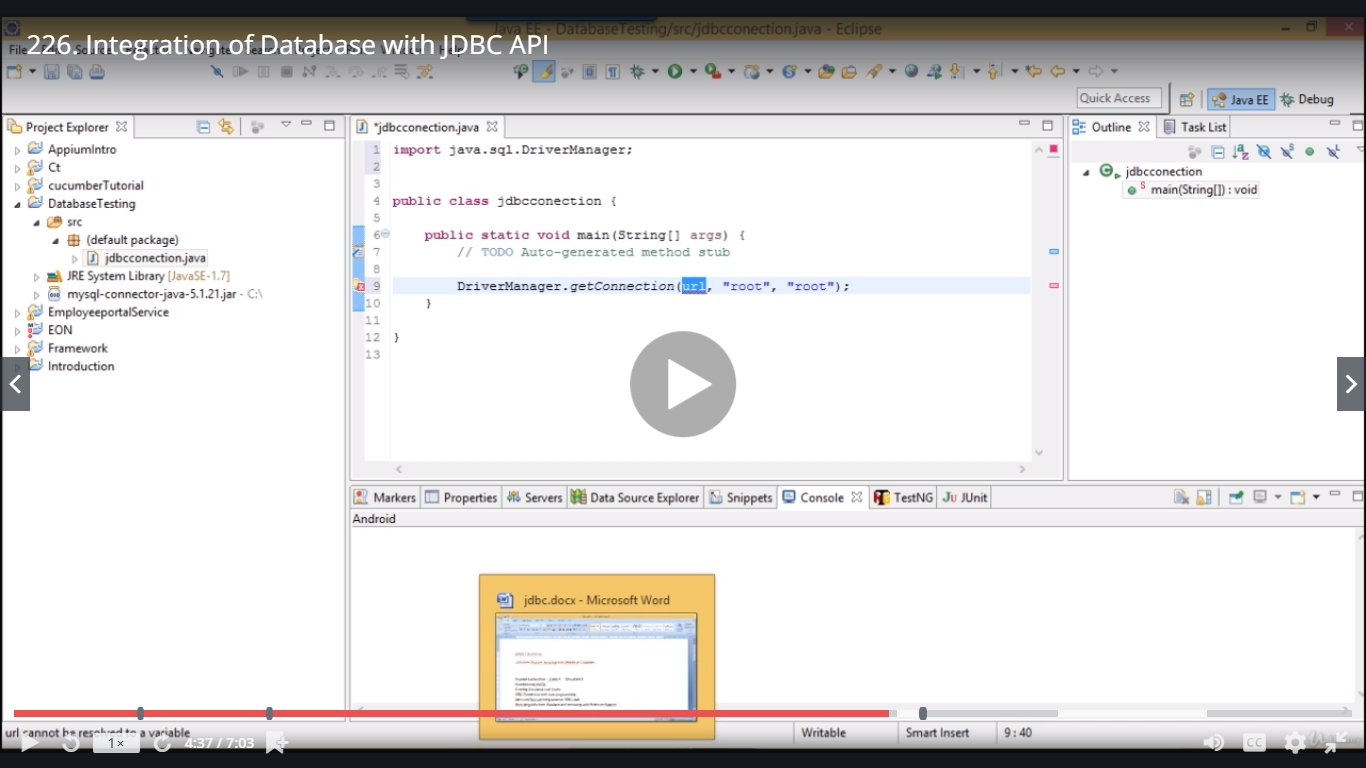 Java EE - DatabaseTesting/src/jdbcconection.java - Eclipse
226. Integration of Database with JDBC API
Quick Access
Java EE
Debug
Project Explorer
*jdbcconection.java
Outline
Task List
AppiumIntro
Ct
cucumberTutorial
DatabaseTesting
src
(default package)
jdbcconection.java
JRE System Library [JavaSE-1.7]
mysql-connector-java-5.1.21.jar - C:\
EmployeeportalService
EON
Framework
Introduction
1 import java.sql.DriverManager;
2
3
4 public class jdbcconection {
5
6 public static void main(String[] args) {
7 // TODO Auto-generated method stub
8
9 DriverManager.getConnection(url, "root", "root");
10 }
11
12 }
13
jdbcconection
S
main(String[]) : void
Markers
Properties
Servers
Data Source Explorer
Snippets
Console
TestNG
JUnit
Android
jdbc.docx - Microsoft Word
url cannot be resolved to a variable
Writable
Smart Insert
9 : 40
1×
4:37 / 7:03
CC